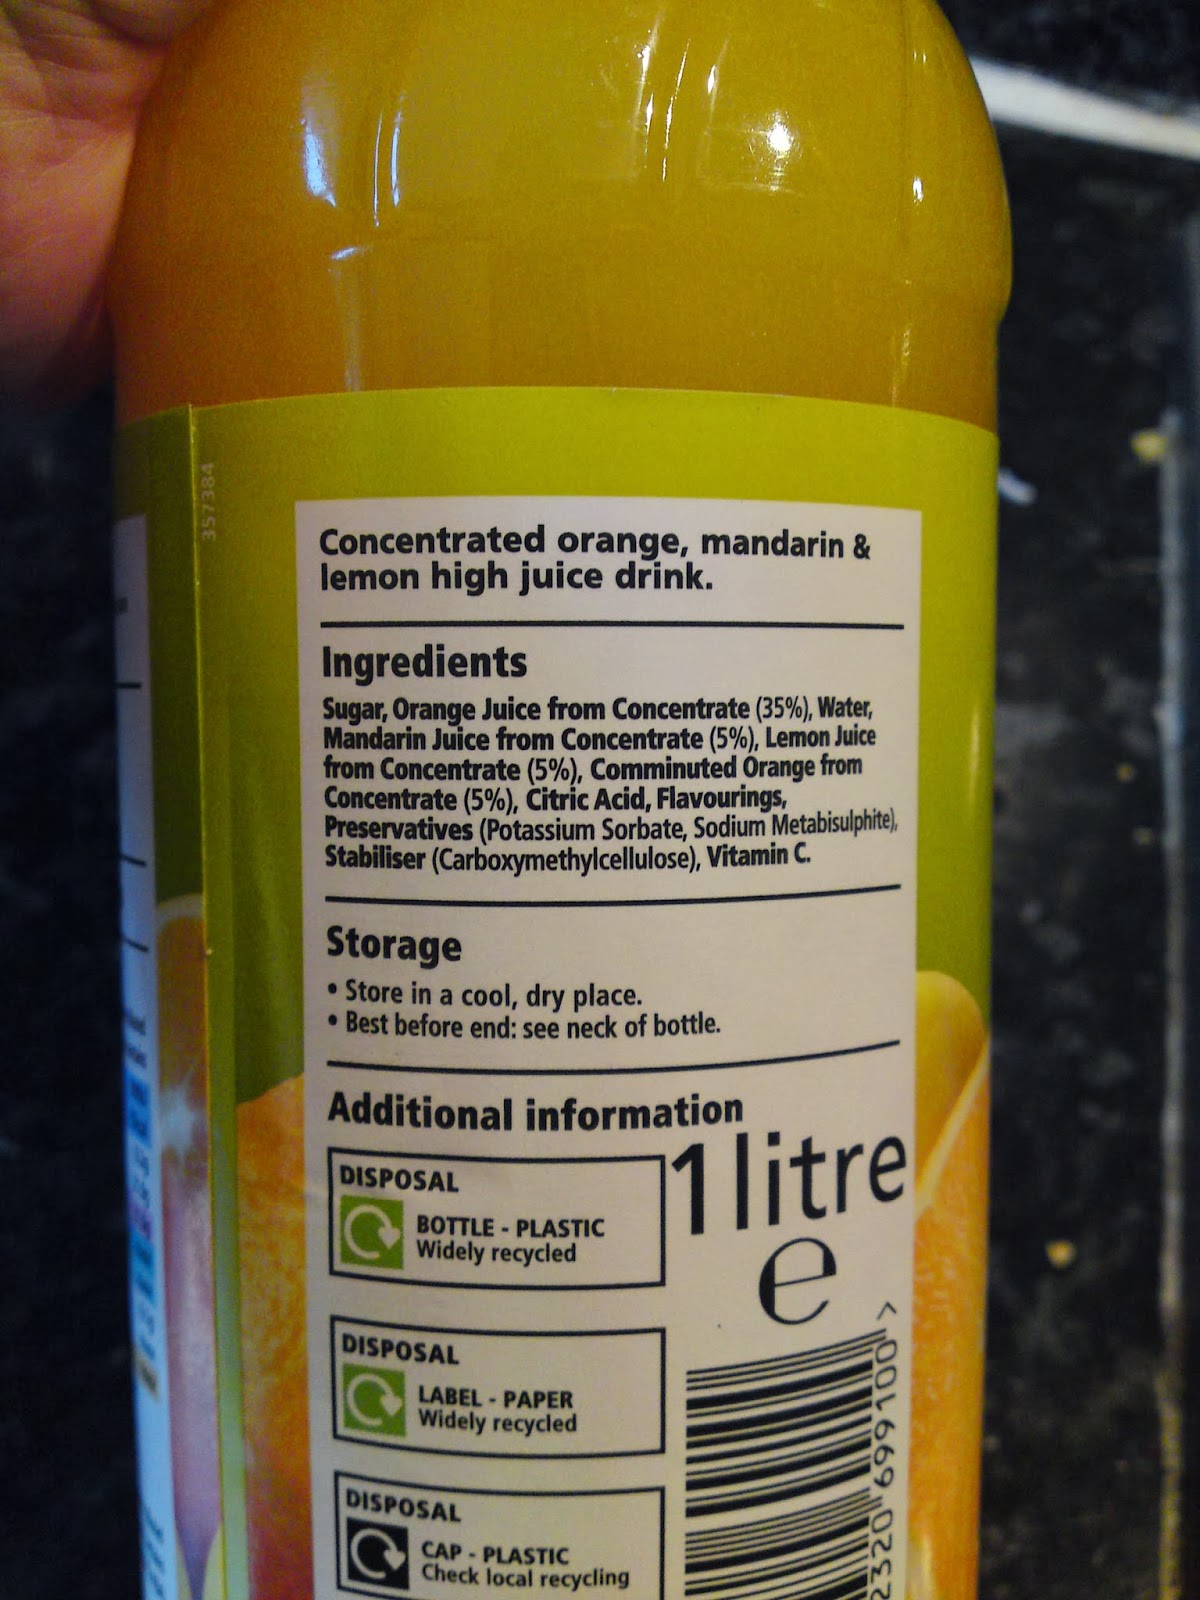 357384
Concentrated orange, mandarin &
lemon high juice drink.
Ingredients
Sugar, Orange Juice from Concentrate (35%), Water,
Mandarin Juice from Concentrate (5%), Lemon Juice
from Concentrate (5%), Comminuted Orange from
Concentrate (5%), Citric Acid, Flavourings,
Preservatives (Potassium Sorbate, Sodium Metabisulphite),
Stabiliser (Carboxymethylcellulose), Vitamin C.
Storage
• Store in a cool, dry place.
• Best before end: see neck of bottle.
Additional information
DISPOSAL
BOTTLE - PLASTIC
Widely recycled
1 litre
e
DISPOSAL
LABEL - PAPER
Widely recycled
DISPOSAL
CAP - PLASTIC
Check local recycling
2320 699100 >